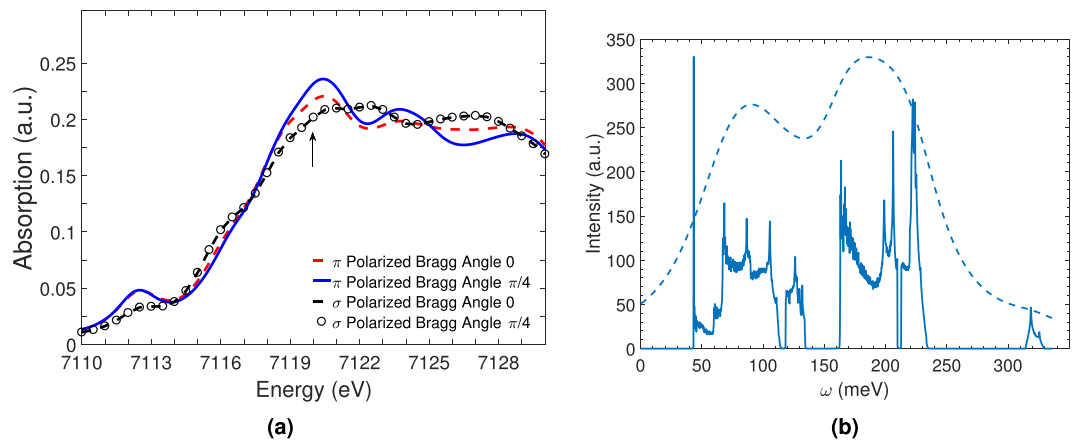 0.25
0.2
0.15
0.1
0.05
0
Absorption (a.u.)
7110 7113 7116 7119 7122 7125 7128
Energy (eV)
π Polarized Bragg Angle 0
π Polarized Bragg Angle π/4
σ Polarized Bragg Angle 0
σ Polarized Bragg Angle π/4
(a)
350
300
250
200
150
100
50
0
Intensity (a.u.)
0 50 100 150 200 250 300
ω (meV)
(b)